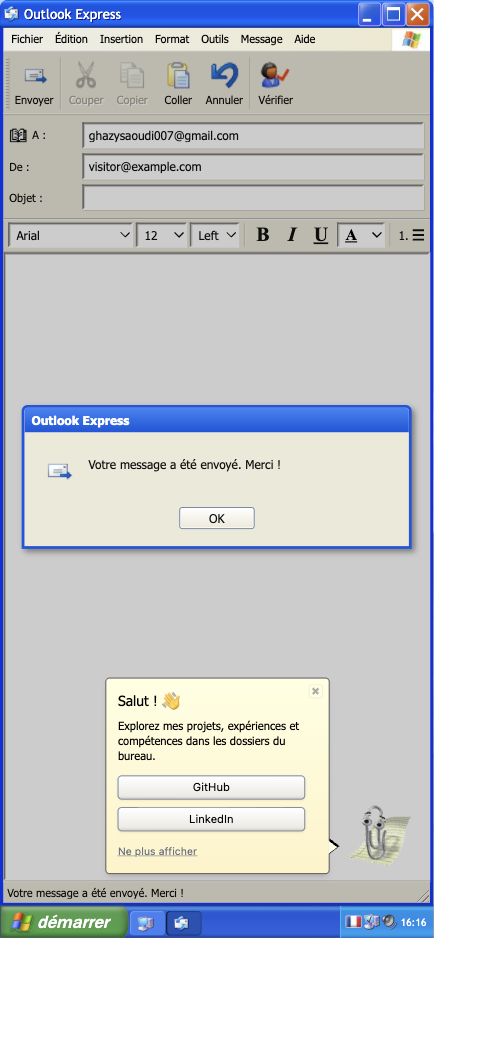 Outlook Express
Fichier Édition Insertion Format Outils Message Aide
Envoyer Couper Copier Coller Annuler Vérifier
A : ghazysaoudi007@gmail.com
De : visitor@example.com
Objet :
Arial 12 Left B I U A 1.
Outlook Express
Votre message a été envoyé. Merci !
OK
Salut ! 👋
Explorez mes projets, expériences et
compétences dans les dossiers du
bureau.
GitHub
LinkedIn
Ne plus afficher
Votre message a été envoyé. Merci !
démarrer 16:16